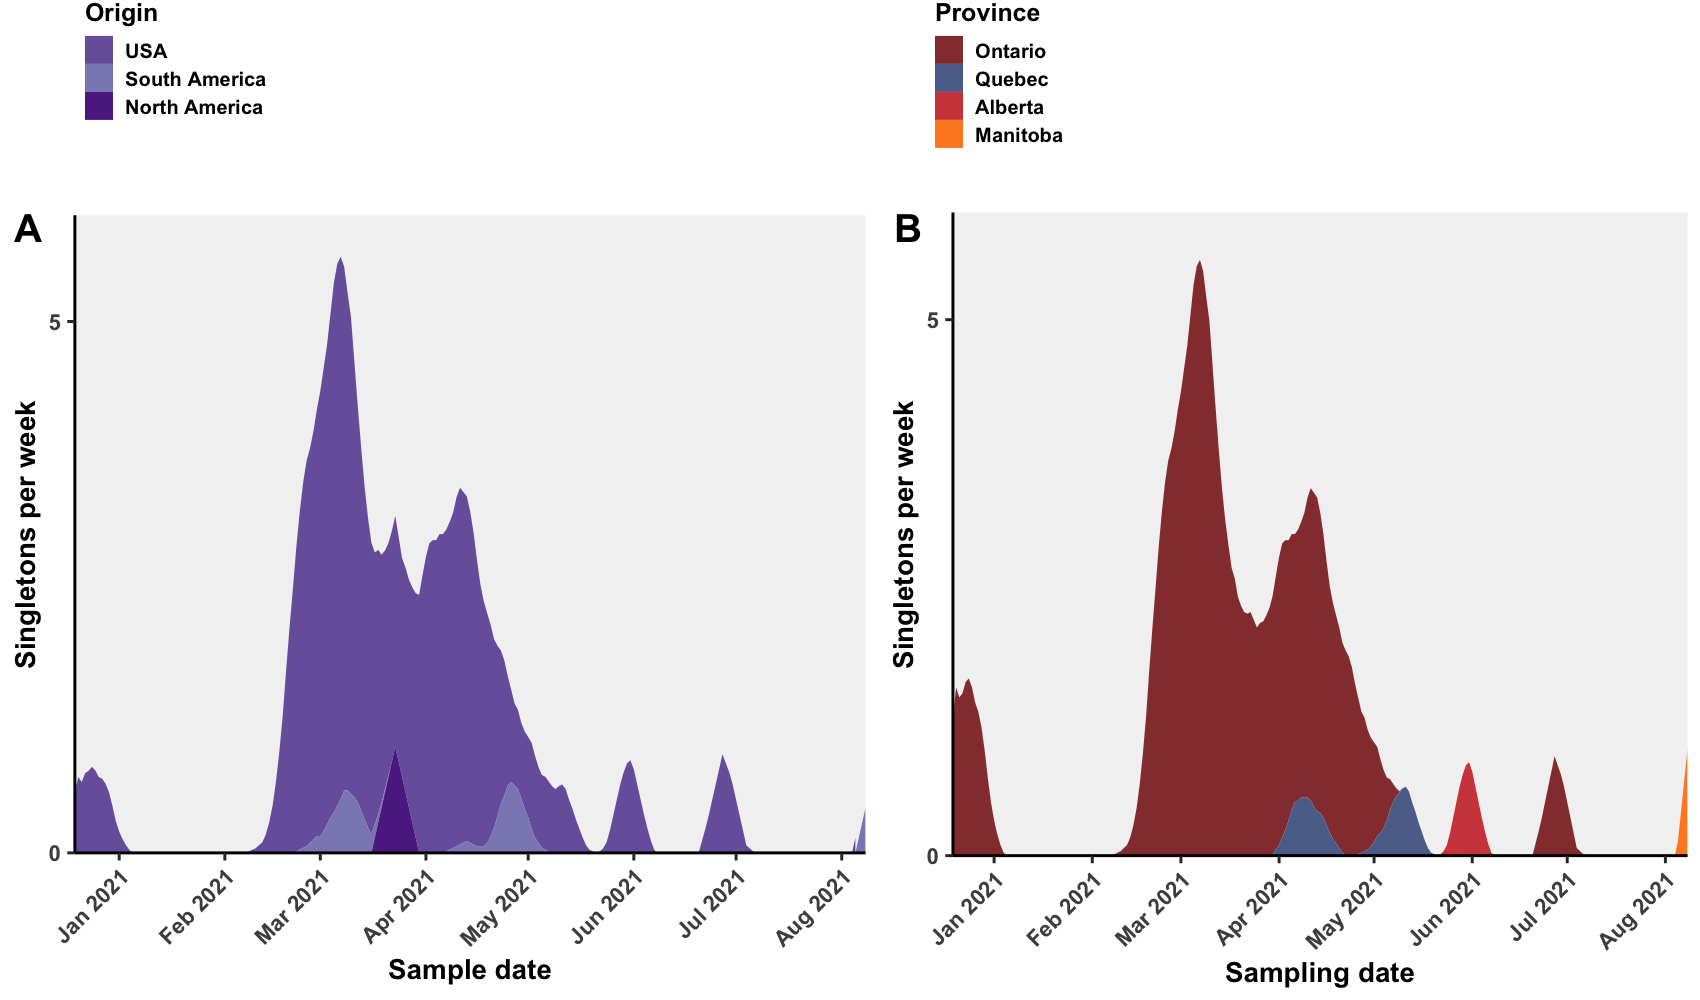 Origin
USA
South America
North America
Province
Ontario
Quebec
Alberta
Manitoba
A
Singletons per week
5
0
Jan 2021
Feb 2021
Mar 2021
Apr 2021
May 2021
Jun 2021
Jul 2021
Aug 2021
Sample date
B
Singletons per week
5
0
Jan 2021
Feb 2021
Mar 2021
Apr 2021
May 2021
Jun 2021
Jul 2021
Aug 2021
Sampling date